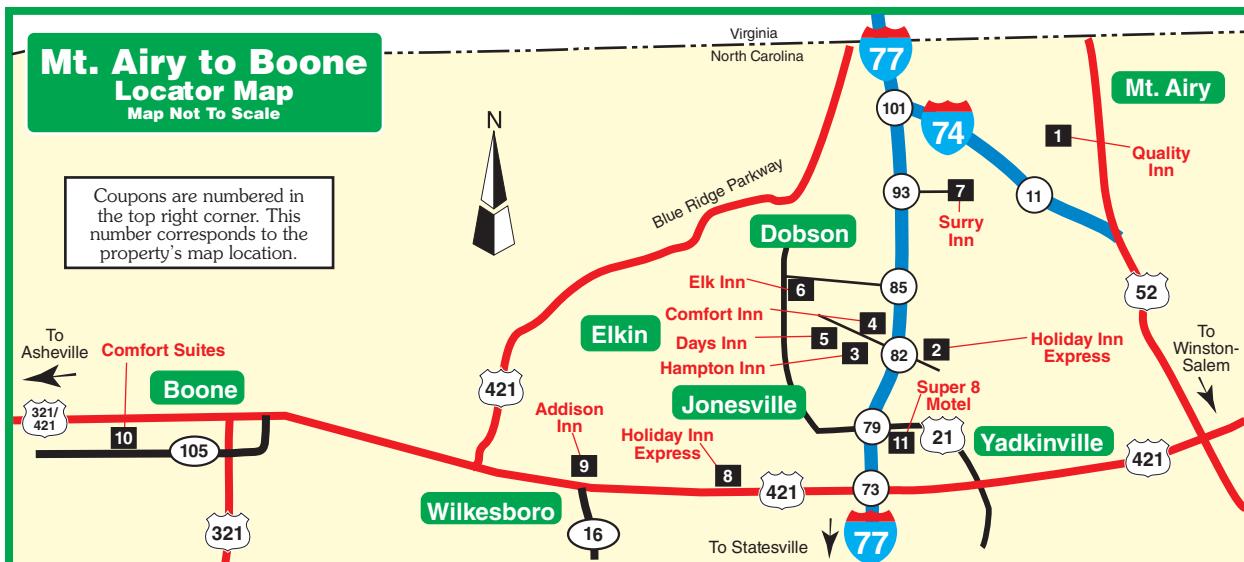 Mt. Airy to Boone
Locator Map
Map Not To Scale
Coupons are numbered in
the top right corner. This
number corresponds to the
property's map location.
N
Virginia
North Carolina
77
101
74
Mt. Airy
1
Quality
Inn
Blue Ridge Parkway
93
7
Surry
Inn
11
Dobson
Elk Inn
6
85
52
Comfort Inn
4
Elkin
Days Inn
5
Hampton Inn
3
82
2
Holiday Inn
Express
To
Winston-
Salem
To
Asheville
Comfort Suites
Boone
321/
421
10
105
321
421
Jonesville
Super 8
Motel
79
11
21
Yadkinville
Addison
Inn
9
Holiday Inn
Express
8
421
73
421
Wilkesboro
16
To Statesville
77